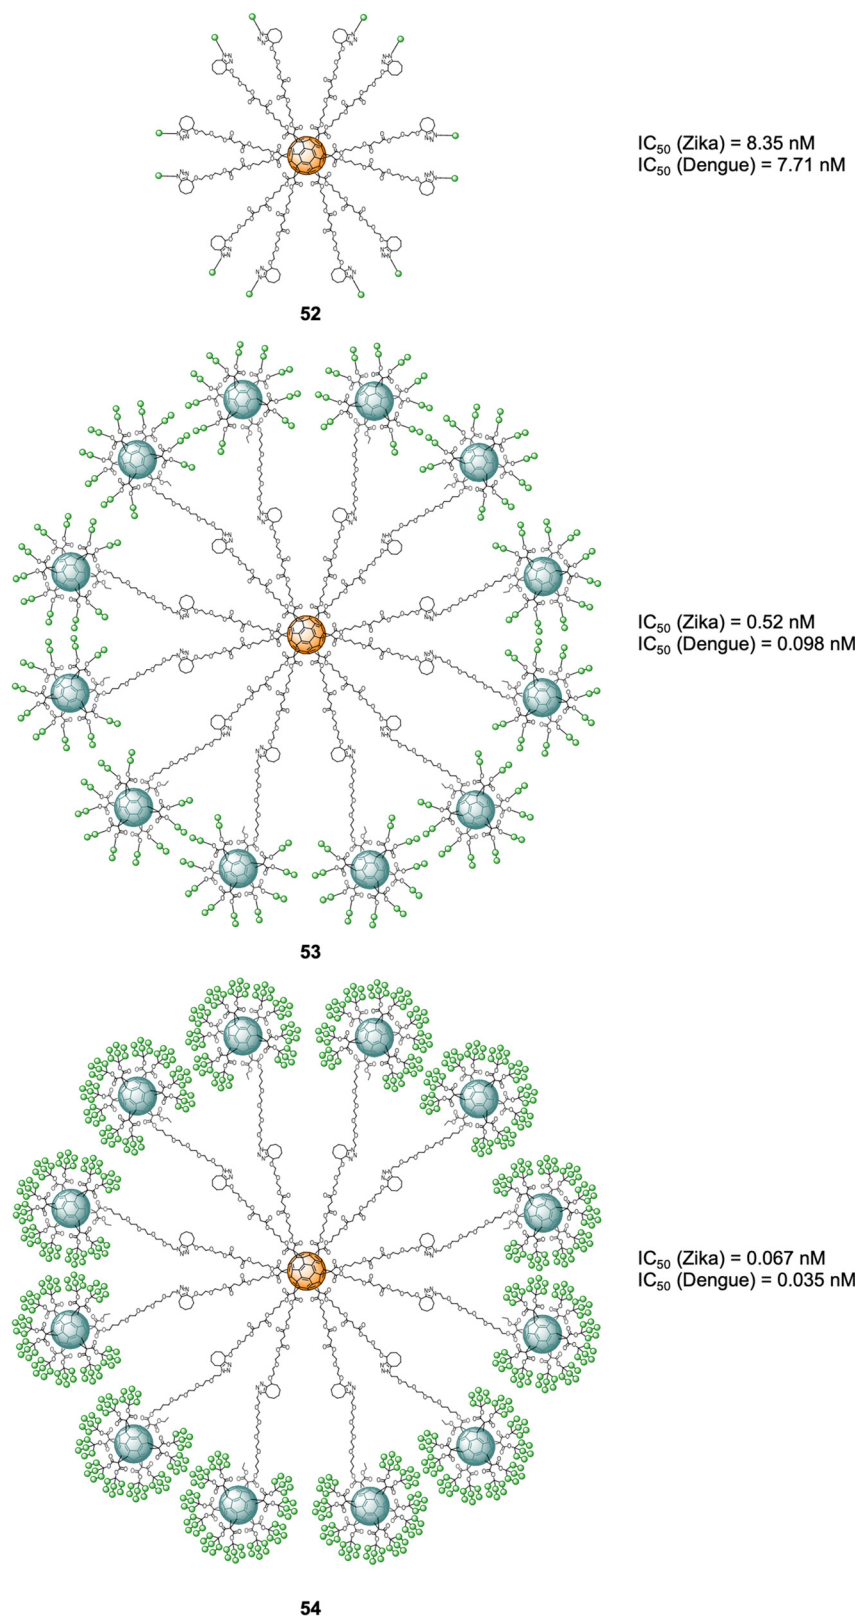 IC₅₀ (Zika) = 8.35 nM
IC₅₀ (Dengue) = 7.71 nM
52
IC₅₀ (Zika) = 0.52 nM
IC₅₀ (Dengue) = 0.098 nM
53
IC₅₀ (Zika) = 0.067 nM
IC₅₀ (Dengue) = 0.035 nM
54